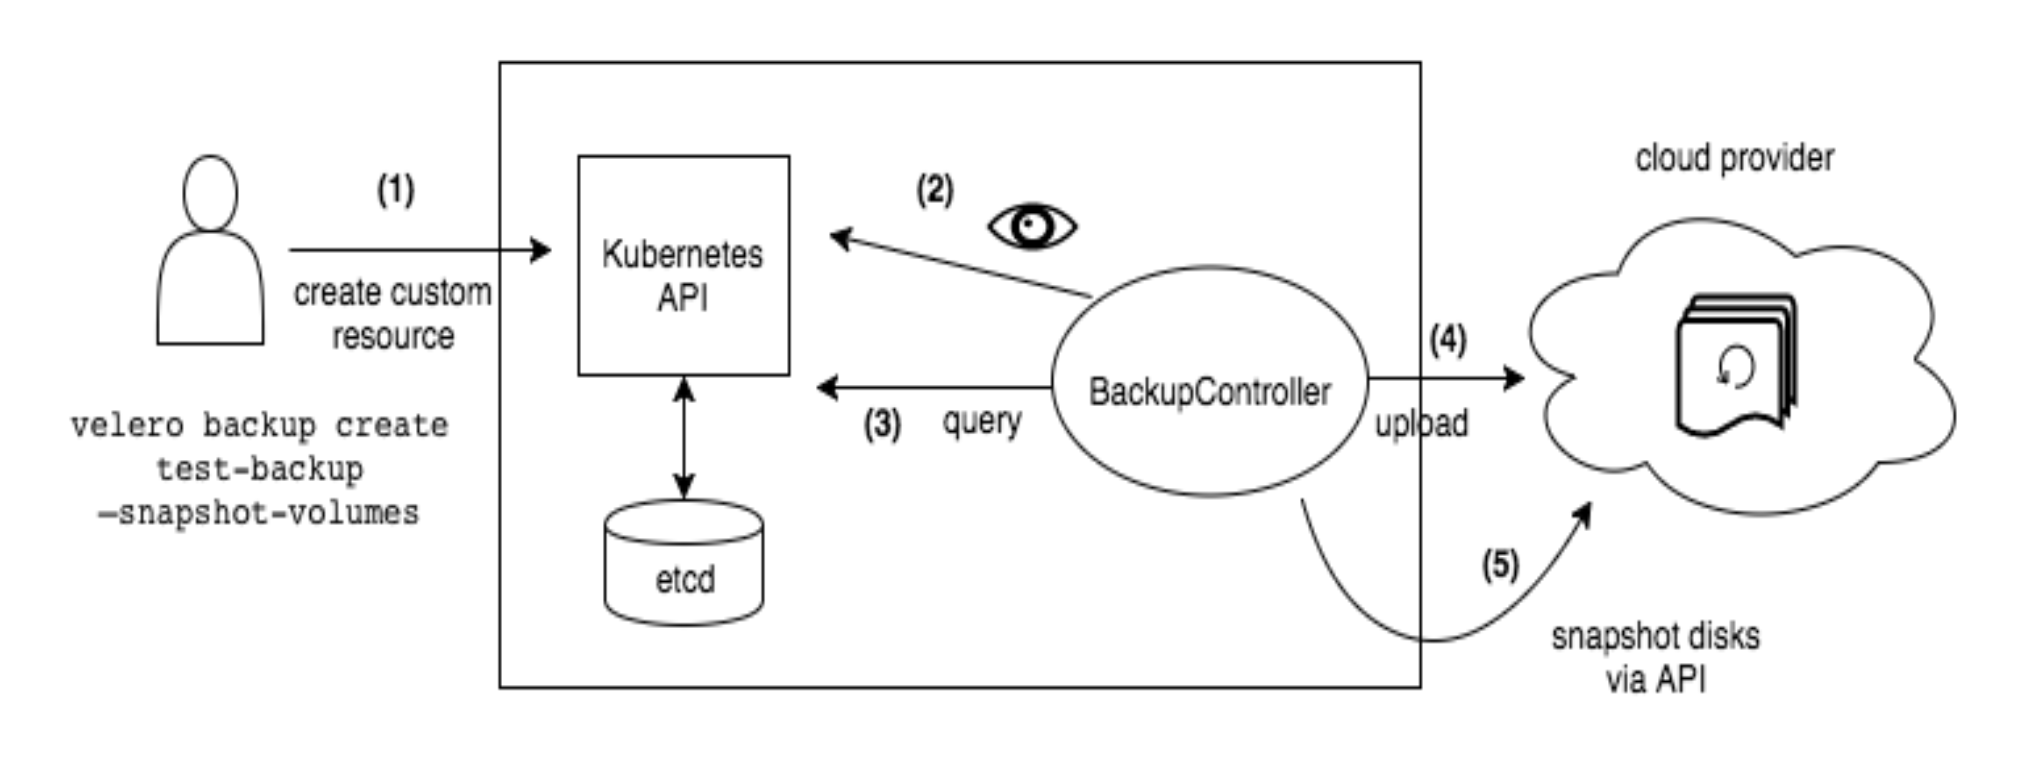 (1)
create custom
resource
velero backup create
test-backup
—snapshot-volumes
Kubernetes
API
etcd
(2)
(3)
query
BackupController
(4)
upload
cloud provider
(5)
snapshot disks
via API